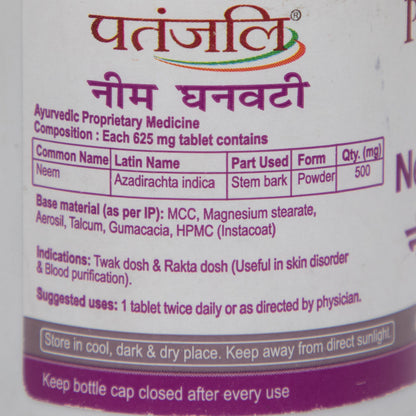 पतंजलि®
नीम घनवटी
Ayurvedic Proprietary Medicine
Composition : Each 625 mg tablet contains
Common Name Latin Name Part Used Form Qty. (mg)
Neem Azadirachta indica Stem bark Powder 500
Base material (as per IP): MCC, Magnesium stearate,
Aerosil, Talcum, Gumacacia, HPMC (Instacoat)
Indications: Twak dosh & Rakta dosh (Useful in skin disorder
& Blood purification).
Suggested uses: 1 tablet twice daily or as directed by physician.
Store in cool, dark & dry place. Keep away from direct sunlight.
Keep bottle cap closed after every use